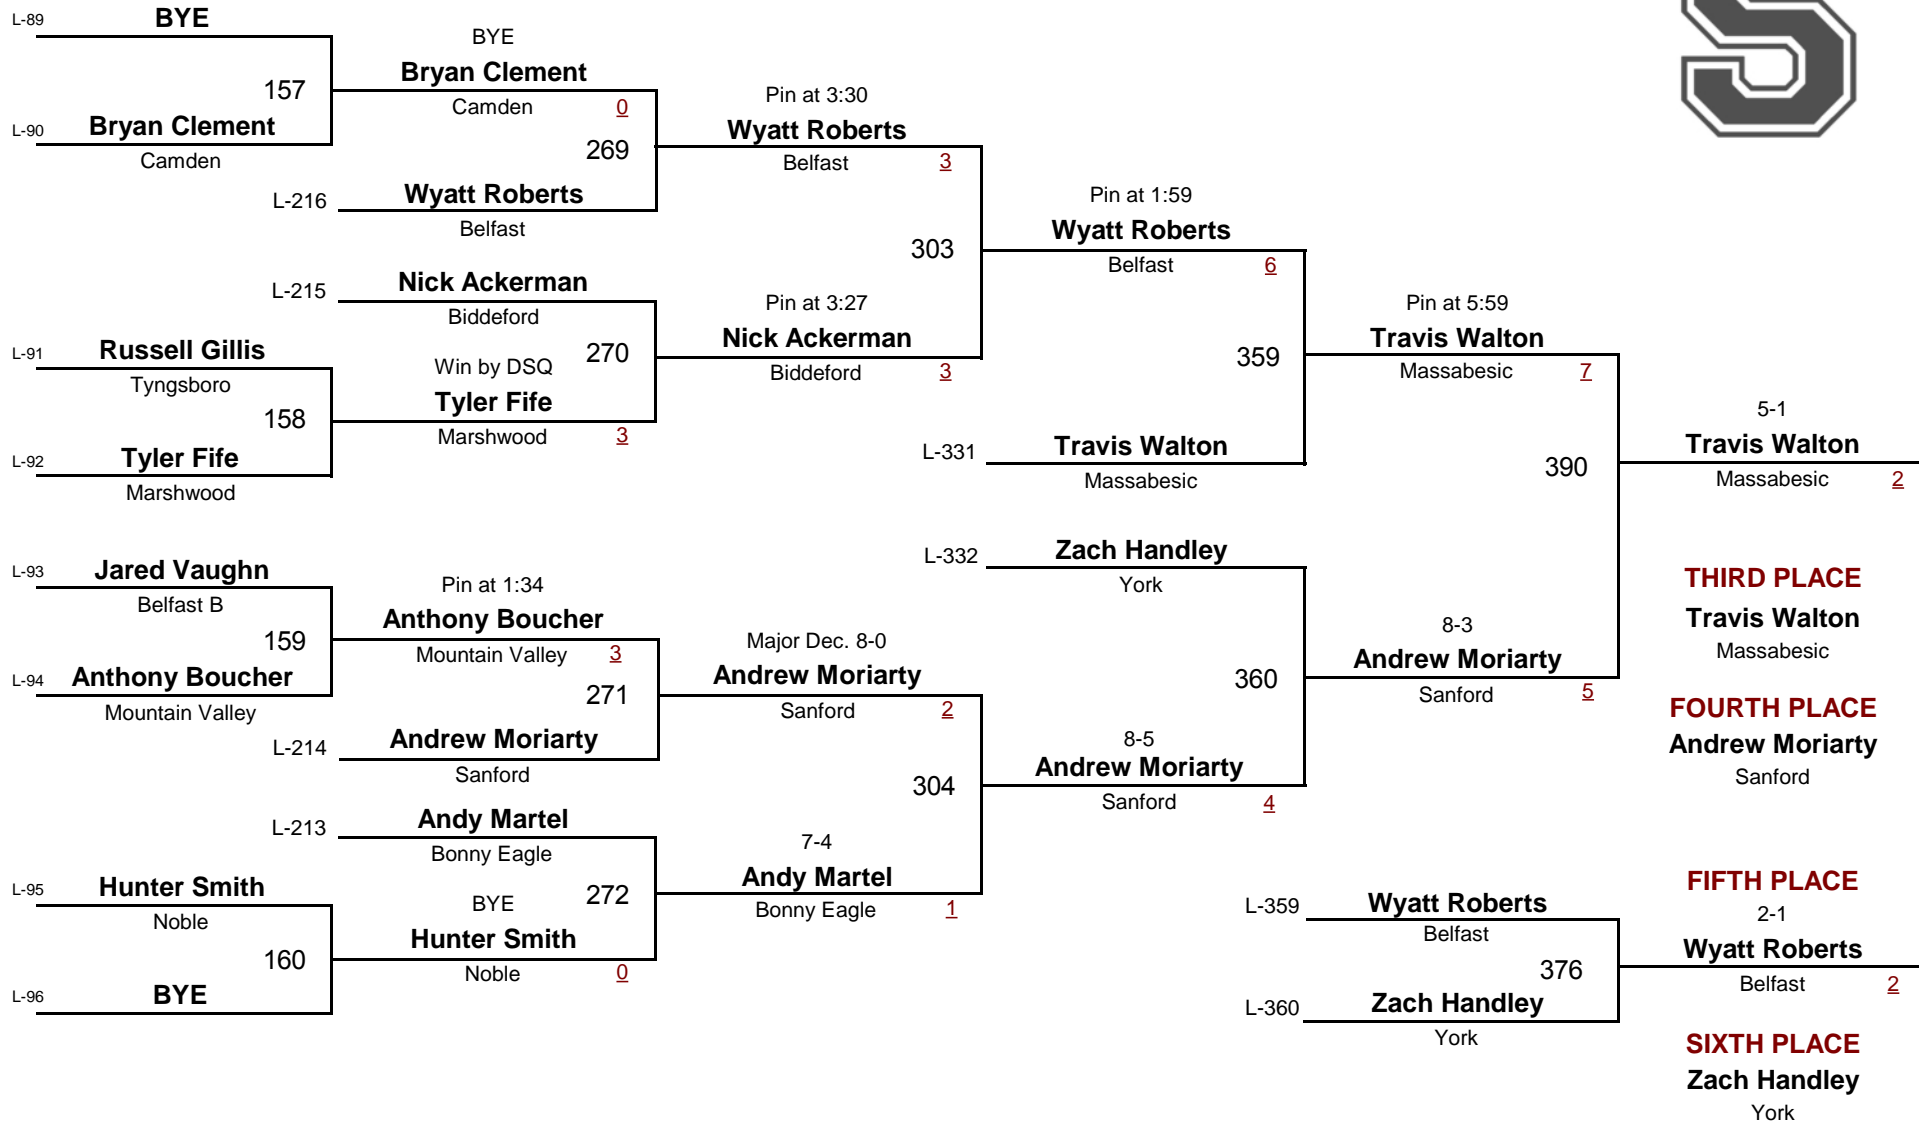 L-89
BYE
157
L-90
Bryan Clement
Camden
BYE
Bryan Clement
Camden
0
269
L-216
Wyatt Roberts
Belfast
Pin at 3:30
Wyatt Roberts
Belfast
3
L-215
Nick Ackerman
Biddeford
270
L-91
Russell Gillis
Tyngsboro
158
L-92
Tyler Fife
Marshwood
Win by DSQ
Tyler Fife
Marshwood
3
Pin at 3:27
Nick Ackerman
Biddeford
3
303
Pin at 1:59
Wyatt Roberts
Belfast
6
359
L-331
Travis Walton
Massabesic
Pin at 5:59
Travis Walton
Massabesic
7
390
5-1
Travis Walton
Massabesic
2
L-93
Jared Vaughn
Belfast B
159
L-94
Anthony Boucher
Mountain Valley
Pin at 1:34
Anthony Boucher
Mountain Valley
3
271
L-214
Andrew Moriarty
Sanford
Major Dec. 8-0
Andrew Moriarty
Sanford
2
304
L-213
Andy Martel
Bonny Eagle
272
L-95
Hunter Smith
Noble
160
L-96
BYE
BYE
Hunter Smith
Noble
0
7-4
Andy Martel
Bonny Eagle
1
L-332
Zach Handley
York
360
8-5
Andrew Moriarty
Sanford
4
8-3
Andrew Moriarty
Sanford
5
THIRD PLACE
Travis Walton
Massabesic
FOURTH PLACE
Andrew Moriarty
Sanford
L-359
Wyatt Roberts
Belfast
376
L-360
Zach Handley
York
FIFTH PLACE
2-1
Wyatt Roberts
Belfast
2
SIXTH PLACE
Zach Handley
York
S